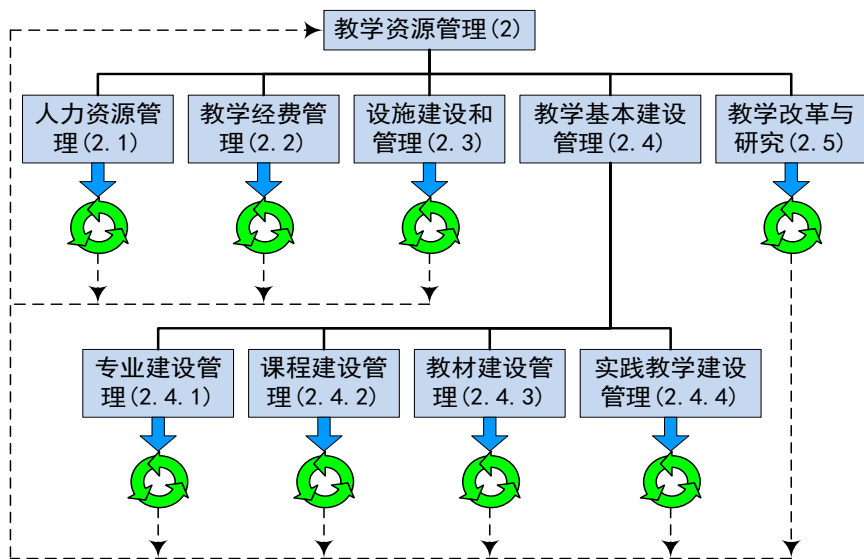 教学资源管理(2)
人力资源管
理(2.1)
教学经费管
理(2.2)
设施建设和
管理(2.3)
教学基本建设
管理(2.4)
教学改革与
研究(2.5)
专业建设管
理(2.4.1)
课程建设管
理(2.4.2)
教材建设管
理(2.4.3)
实践教学建设
管理(2.4.4)